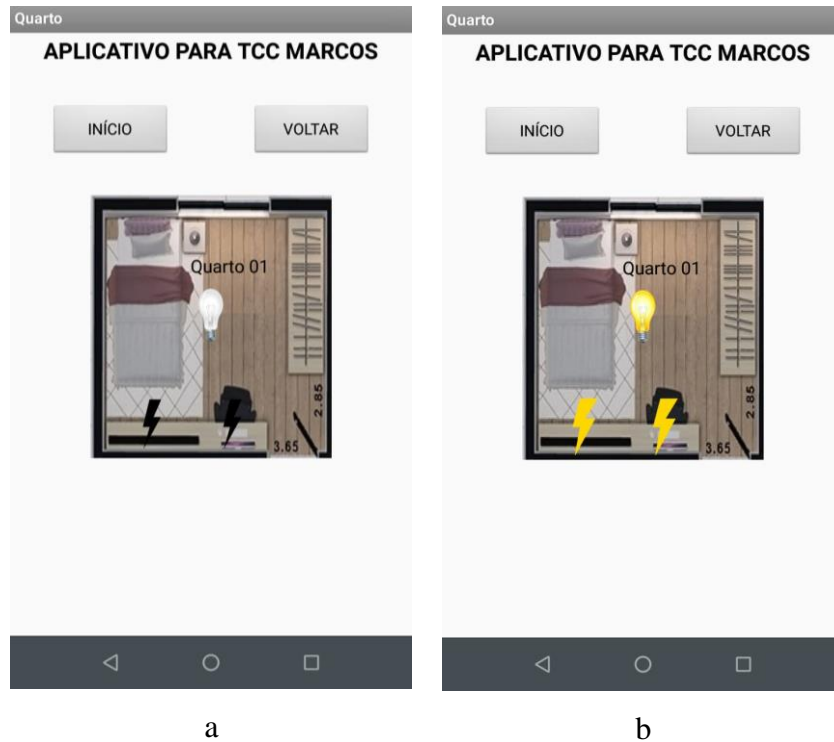 Quarto
APLICATIVO PARA TCC MARCOS
INÍCIO
VOLTAR
Quarto 01
2.85
3.65
a
Quarto
APLICATIVO PARA TCC MARCOS
INÍCIO
VOLTAR
Quarto 01
2.85
3.65
b